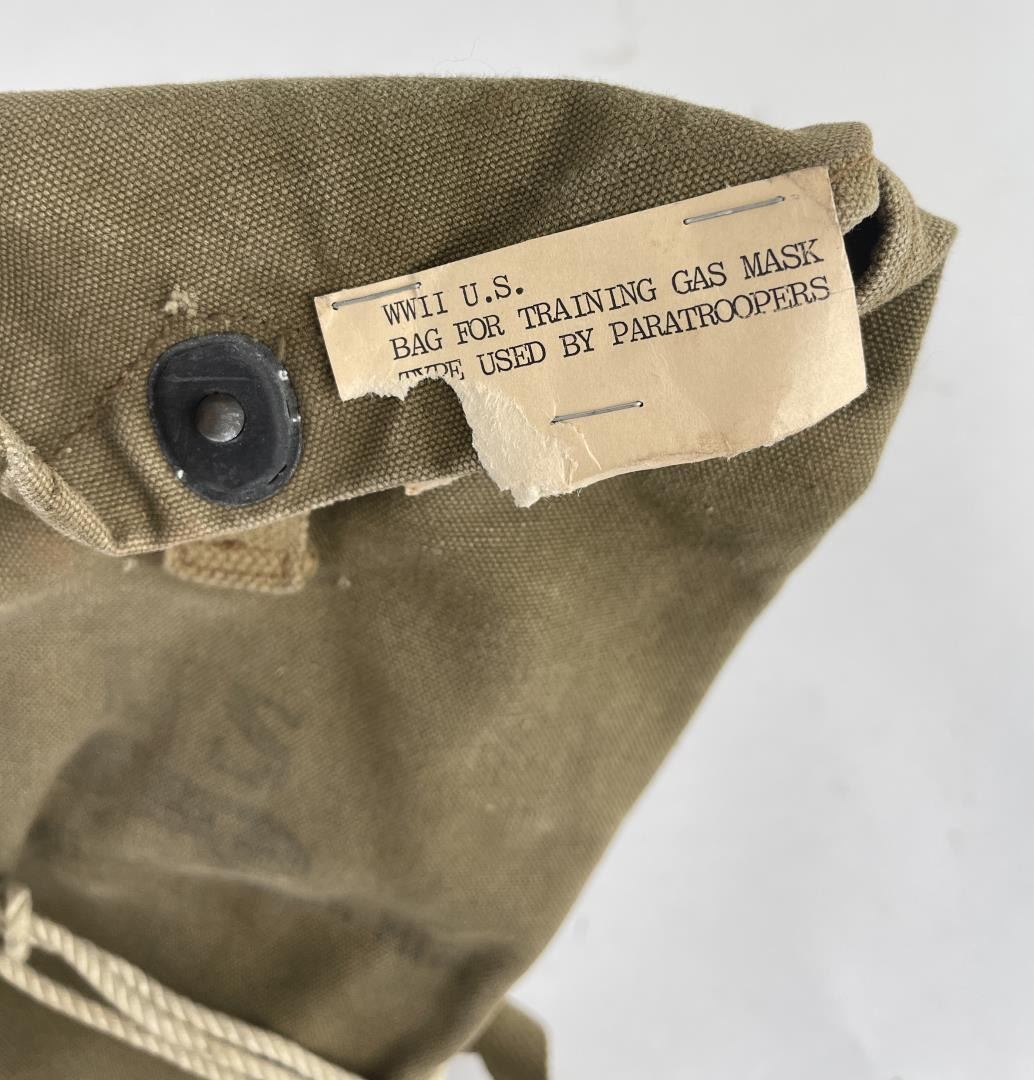 WWII U.S.
BAG FOR TRAINING GAS MASK
TYPE USED BY PARATROOPERS